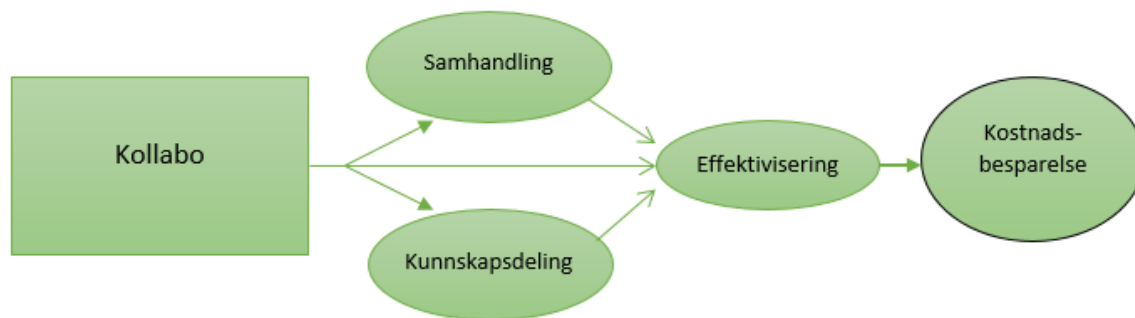 Kollabo
Samhandling
Kunnskapsdeling
Effektivisering
Kostnads-
besparelse